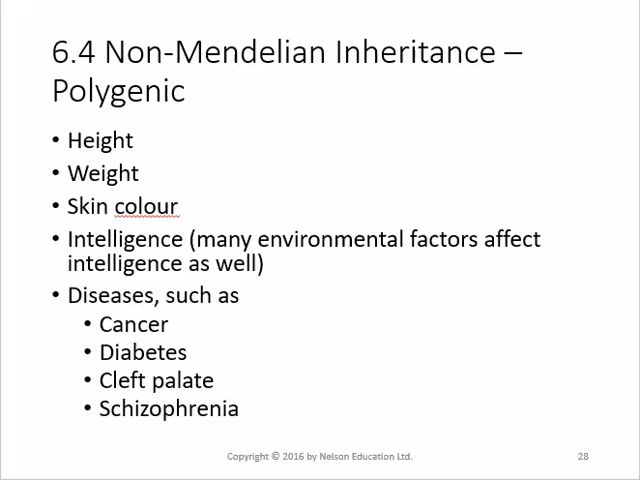 6.4 Non-Mendelian Inheritance –
Polygenic
• Height
• Weight
• Skin colour
• Intelligence (many environmental factors affect
intelligence as well)
• Diseases, such as
• Cancer
• Diabetes
• Cleft palate
• Schizophrenia
Copyright © 2016 by Nelson Education Ltd.
28